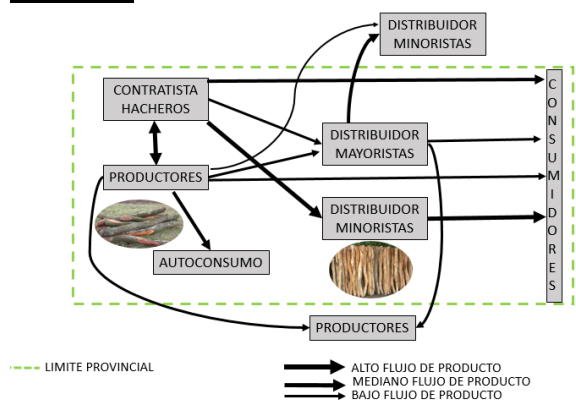 DISTRIBUIDOR
MINORISTAS
CONTRATISTA
HACHEROS
DISTRIBUIDOR
MAYORISTAS
PRODUCTORES
DISTRIBUIDOR
MINORISTAS
AUTOCONSUMO
PRODUCTORES
CONSUMIDORES
LIMITE PROVINCIAL
ALTO FLUJO DE PRODUCTO
MEDIANO FLUJO DE PRODUCTO
BAJO FLUJO DE PRODUCTO